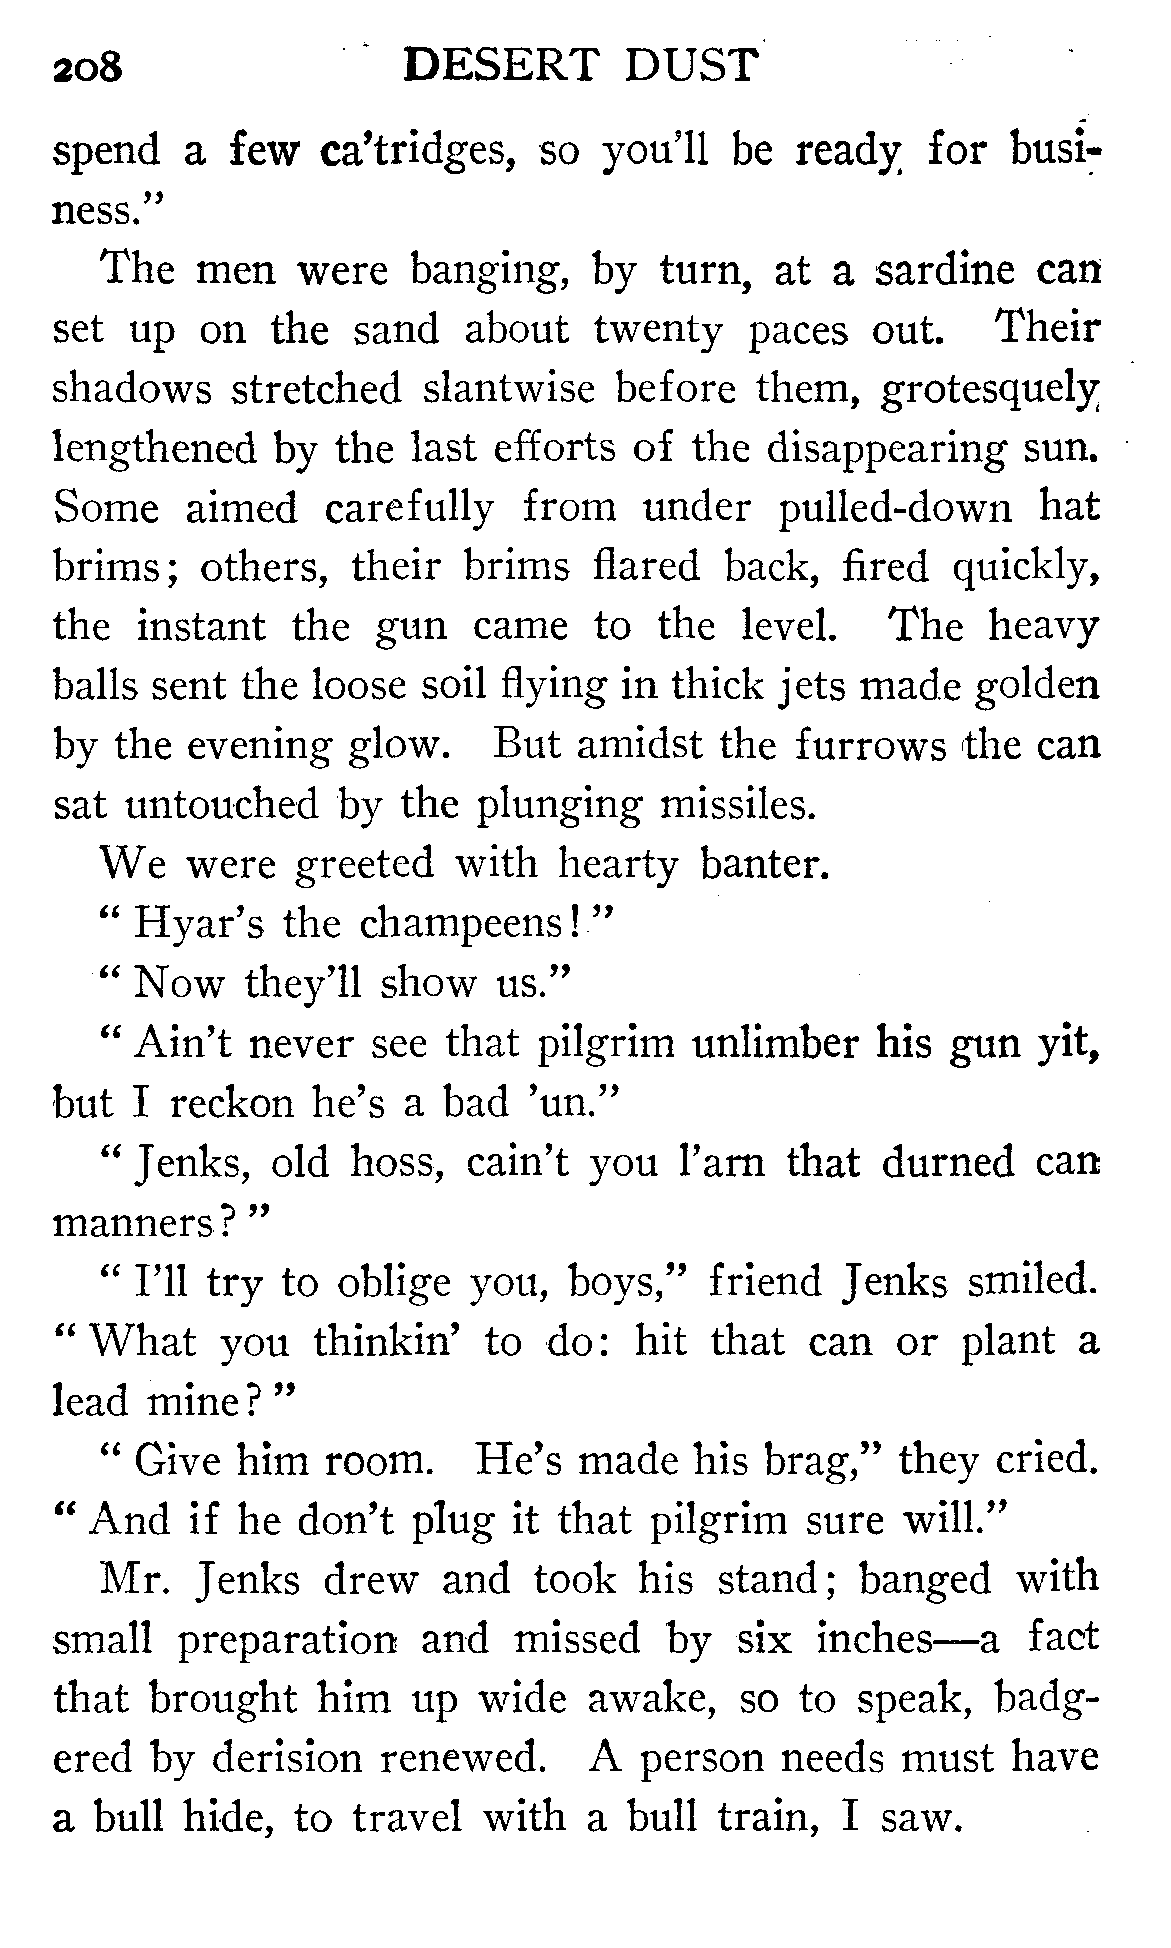 208 DESERT DUST
spend a few ca'tridges, so you'll be ready for busi-
ness."
The men were banging, by turn, at a sardine can
set up on the sand about twenty paces out. Their
shadows stretched slantwise before them, grotesquely
lengthened by the last efforts of the disappearing sun.
Some aimed carefully from under pulled-down hat
brims; others, their brims flared back, fired quickly,
the instant the gun came to the level. The heavy
balls sent the loose soil flying in thick jets made golden
by the evening glow. But amidst the furrows the can
sat untouched by the plunging missiles.
We were greeted with hearty banter.
"Hyar's the champeens!"
"Now they'll show us."
"Ain't never see that pilgrim unlimber his gun yit,
but I reckon he's a bad 'un."
"Jenks, old hoss, cain't you l'arn that durned can
manners?"
"I'll try to oblige you, boys," friend Jenks smiled.
"What you thinkin' to do: hit that can or plant a
lead mine?"
"Give him room. He's made his brag," they cried.
"And if he don't plug it that pilgrim sure will."
Mr. Jenks drew and took his stand; banged with
small preparation and missed by six inches—a fact
that brought him up wide awake, so to speak, badg-
ered by derision renewed. A person needs must have
a bull hide, to travel with a bull train, I saw.